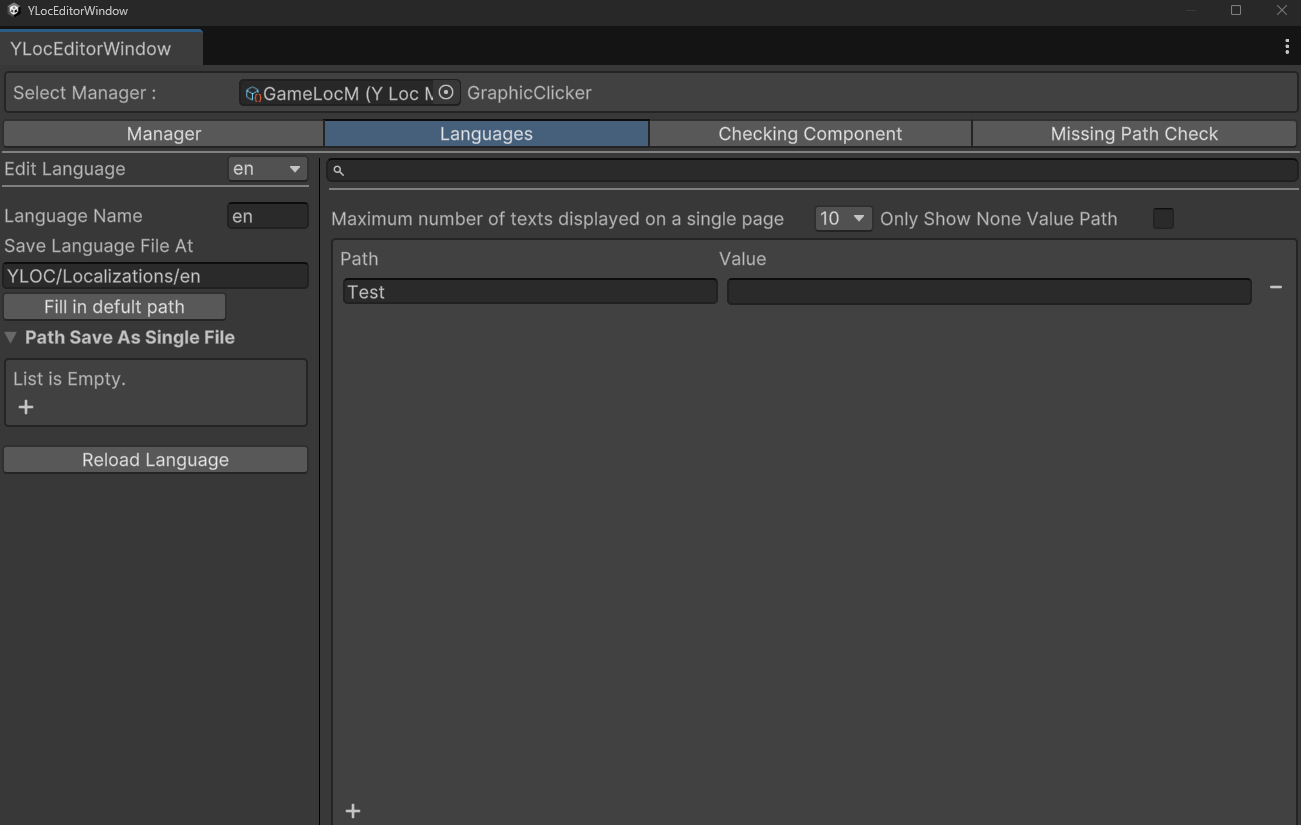 YLocEditorWindow
YLocEditorWindow
Select Manager : GameLocM (Y Loc M GraphicClicker
Manager Languages Checking Component Missing Path Check
Edit Language en
Language Name en
Save Language File At
YLOC/Localizations/en
Fill in defult path
Path Save As Single File
List is Empty.
+
Reload Language
Maximum number of texts displayed on a single page 10 Only Show None Value Path
Path Value
Test −
+